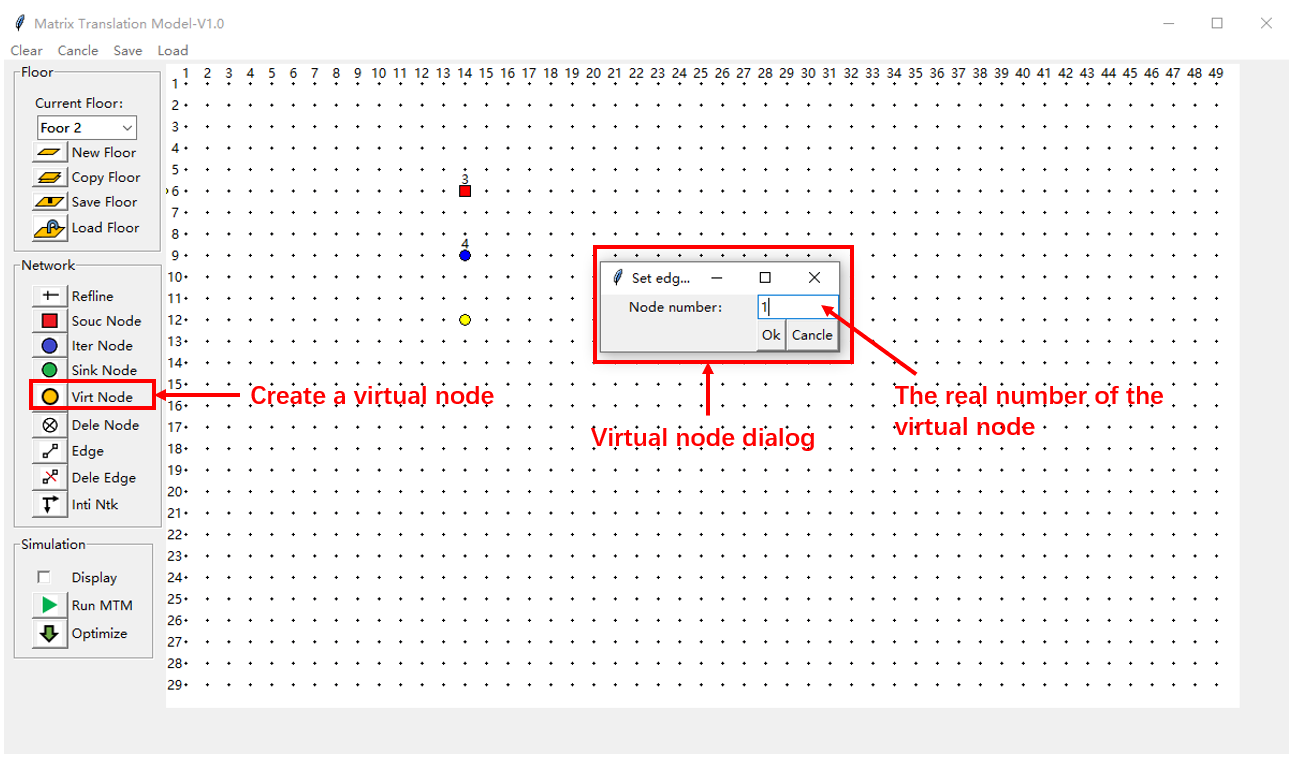 Matrix Translation Model-V1.0
Clear Cancle Save Load
Floor
Current Floor:
Foor 2
New Floor
Copy Floor
Save Floor
Load Floor
Network
Refline
Souc Node
Iter Node
Sink Node
Virt Node
Dele Node
Edge
Dele Edge
Inti Ntk
Simulation
Display
Run MTM
Optimize
1 2 3 4 5 6 7 8 9 10 11 12 13 14 15 16 17 18 19 20 21 22 23 24 25 26 27 28 29 30 31 32 33 34 35 36 37 38 39 40 41 42 43 44 45 46 47 48 49
1
2
3
4
5
6
7
8
9
10
11
12
13
14
15
16
17
18
19
20
21
22
23
24
25
26
27
28
29
3
4
Set edg...
Node number:
1
Ok Cancle
Create a virtual node
Virtual node dialog
The real number of the
virtual node